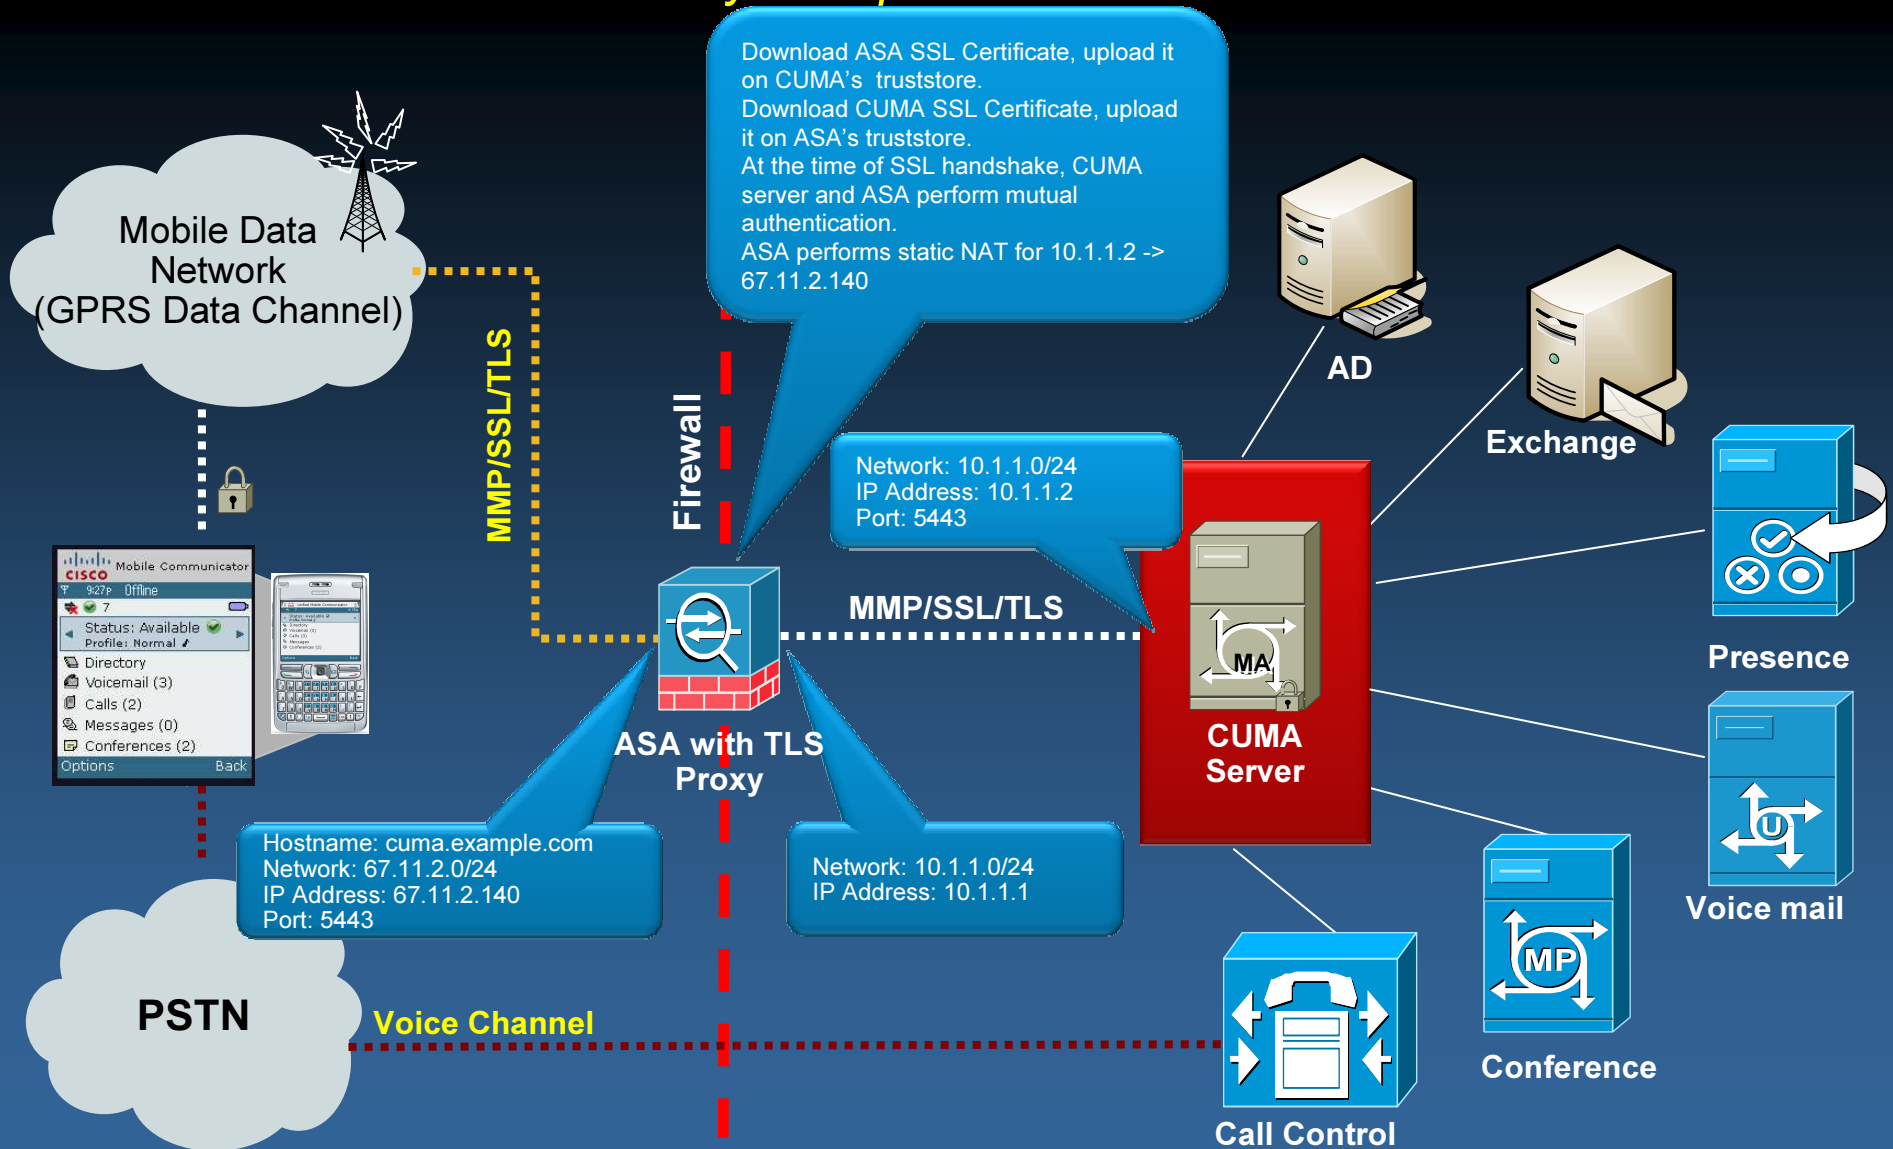 Download ASA SSL Certificate, upload it
on CUMA's truststore.
Download CUMA SSL Certificate, upload
it on ASA's truststore.
At the time of SSL handshake, CUMA
server and ASA perform mutual
authentication.
ASA performs static NAT for 10.1.1.2 ->
67.11.2.140
Mobile Data
Network
(GPRS Data Channel)
MMP/SSL/TLS
Firewall
AD
Exchange
Network: 10.1.1.0/24
IP Address: 10.1.1.2
Port: 5443
CISCO Mobile Communicator
9:27P Offline
7
Status: Available
Profile: Normal
Directory
Voicemail (3)
Calls (2)
Messages (0)
Conferences (2)
Options Back
MMP/SSL/TLS
MA
CUMA
Server
Presence
ASA with TLS
Proxy
Hostname: cuma.example.com
Network: 67.11.2.0/24
IP Address: 67.11.2.140
Port: 5443
Network: 10.1.1.0/24
IP Address: 10.1.1.1
U
Voice mail
MP
Conference
PSTN
Voice Channel
Call Control